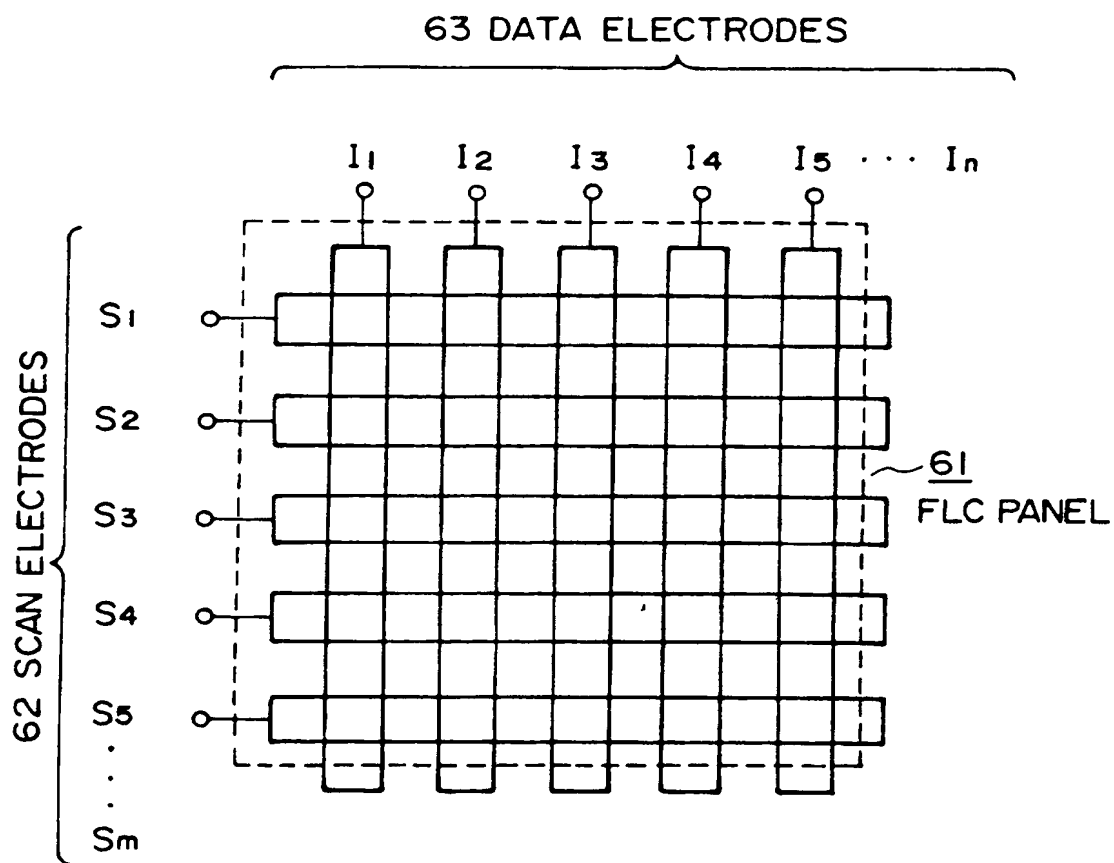 63 DATA ELECTRODES
I1 I2 I3 I4 I5 ···· In
62 SCAN ELECTRODES
S1
S2
S3
S4
S5
·
·
·
·
Sm
61
FLC PANEL